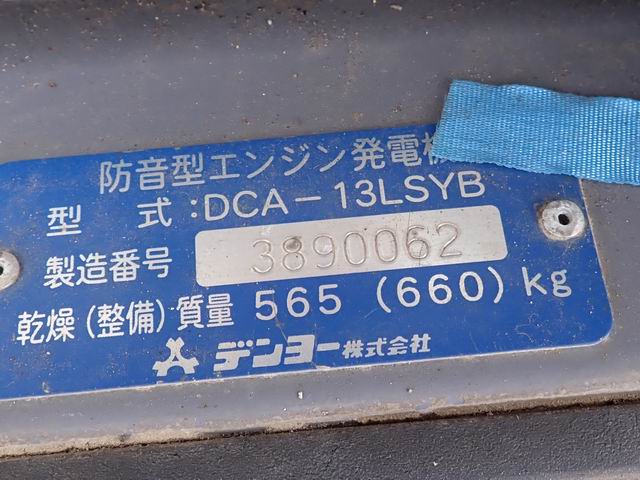 防音型エンジン発電機
型式:DCA-13LSYB
製造番号 3890062
乾燥(整備)質量 565 (660) kg
デンヨー株式会社